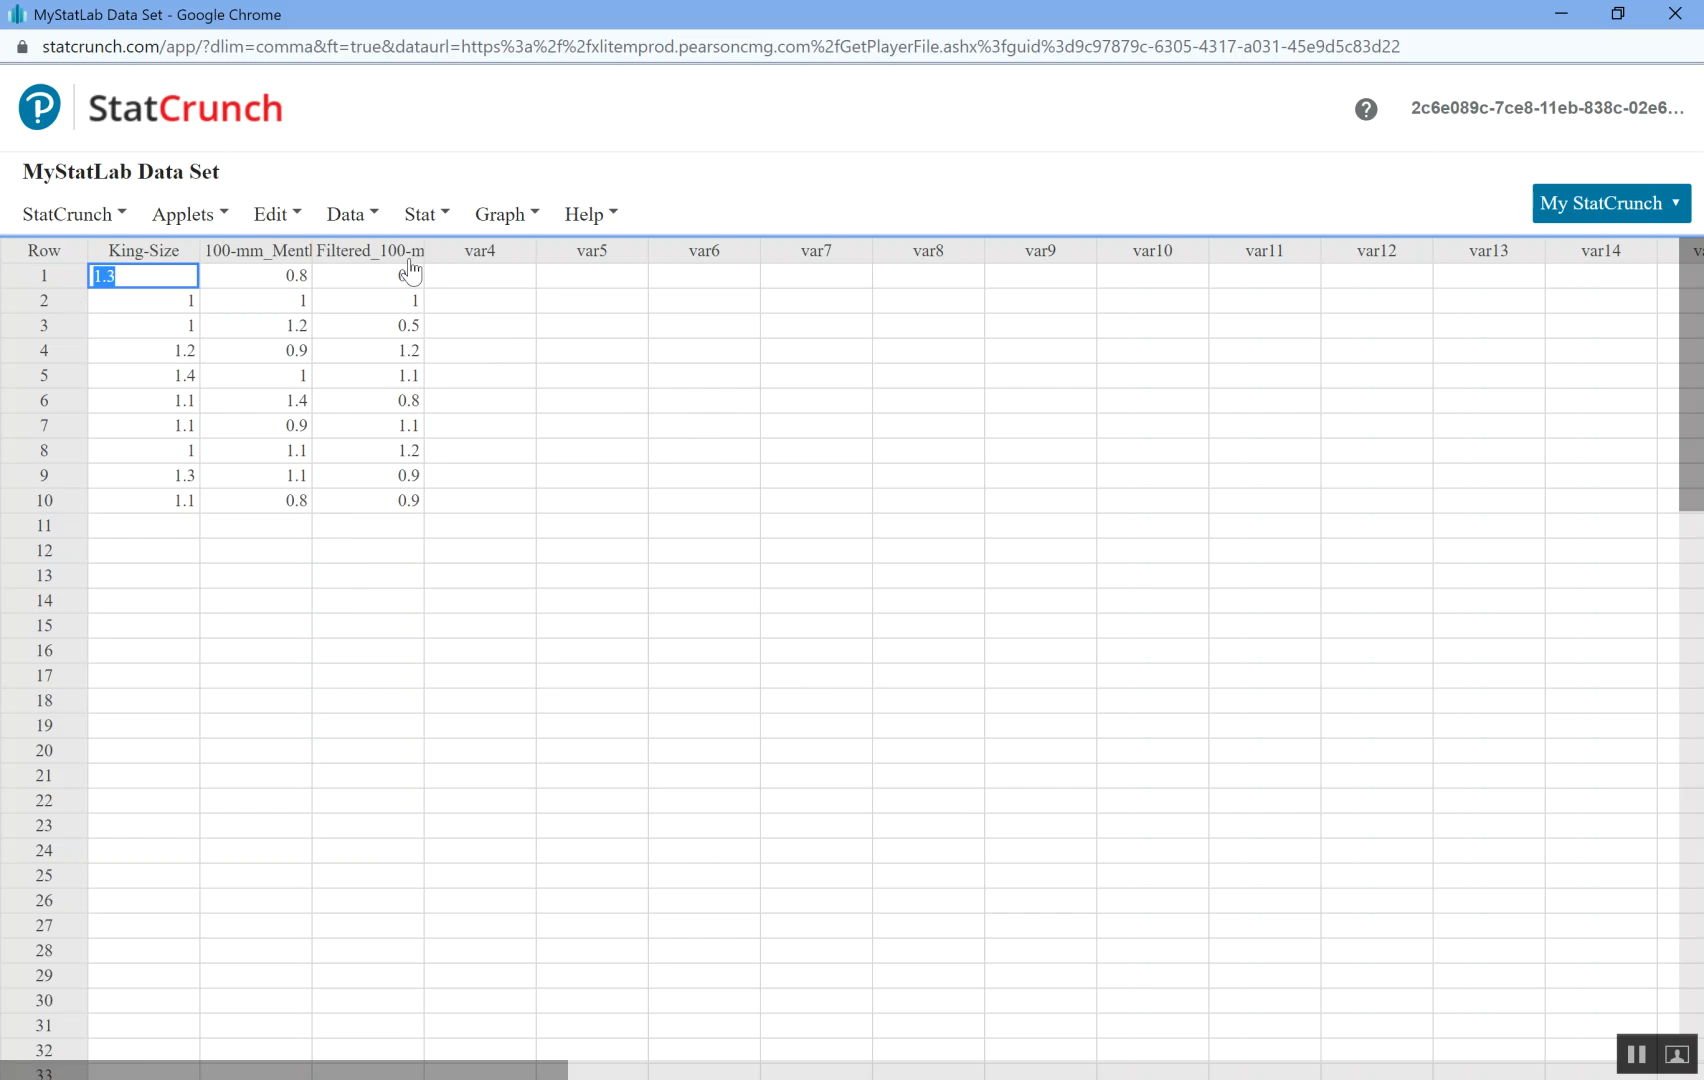 MyStatLab Data Set - Google Chrome
statcrunch.com/app/?dlim=comma&ft=true&dataurl=https%3a%2f%2fxlitemprod.pearsoncmg.com%2fGetPlayerFile.ashx%3fguid%3d9c97879c-6305-4317-a031-45e9d5c83d22
StatCrunch
? 2c6e089c-7ce8-11eb-838c-02e6...
MyStatLab Data Set
StatCrunch Applets Edit Data Stat Graph Help
My StatCrunch
Row King-Size 100-mm_Mentl Filtered_100-m var4 var5 var6 var7 var8 var9 var10 var11 var12 var13 var14
1 1.3 0.8
2 1 1 1
3 1 1.2 0.5
4 1.2 0.9 1.2
5 1.4 1 1.1
6 1.1 1.4 0.8
7 1.1 0.9 1.1
8 1 1.1 1.2
9 1.3 1.1 0.9
10 1.1 0.8 0.9
11
12
13
14
15
16
17
18
19
20
21
22
23
24
25
26
27
28
29
30
31
32
33